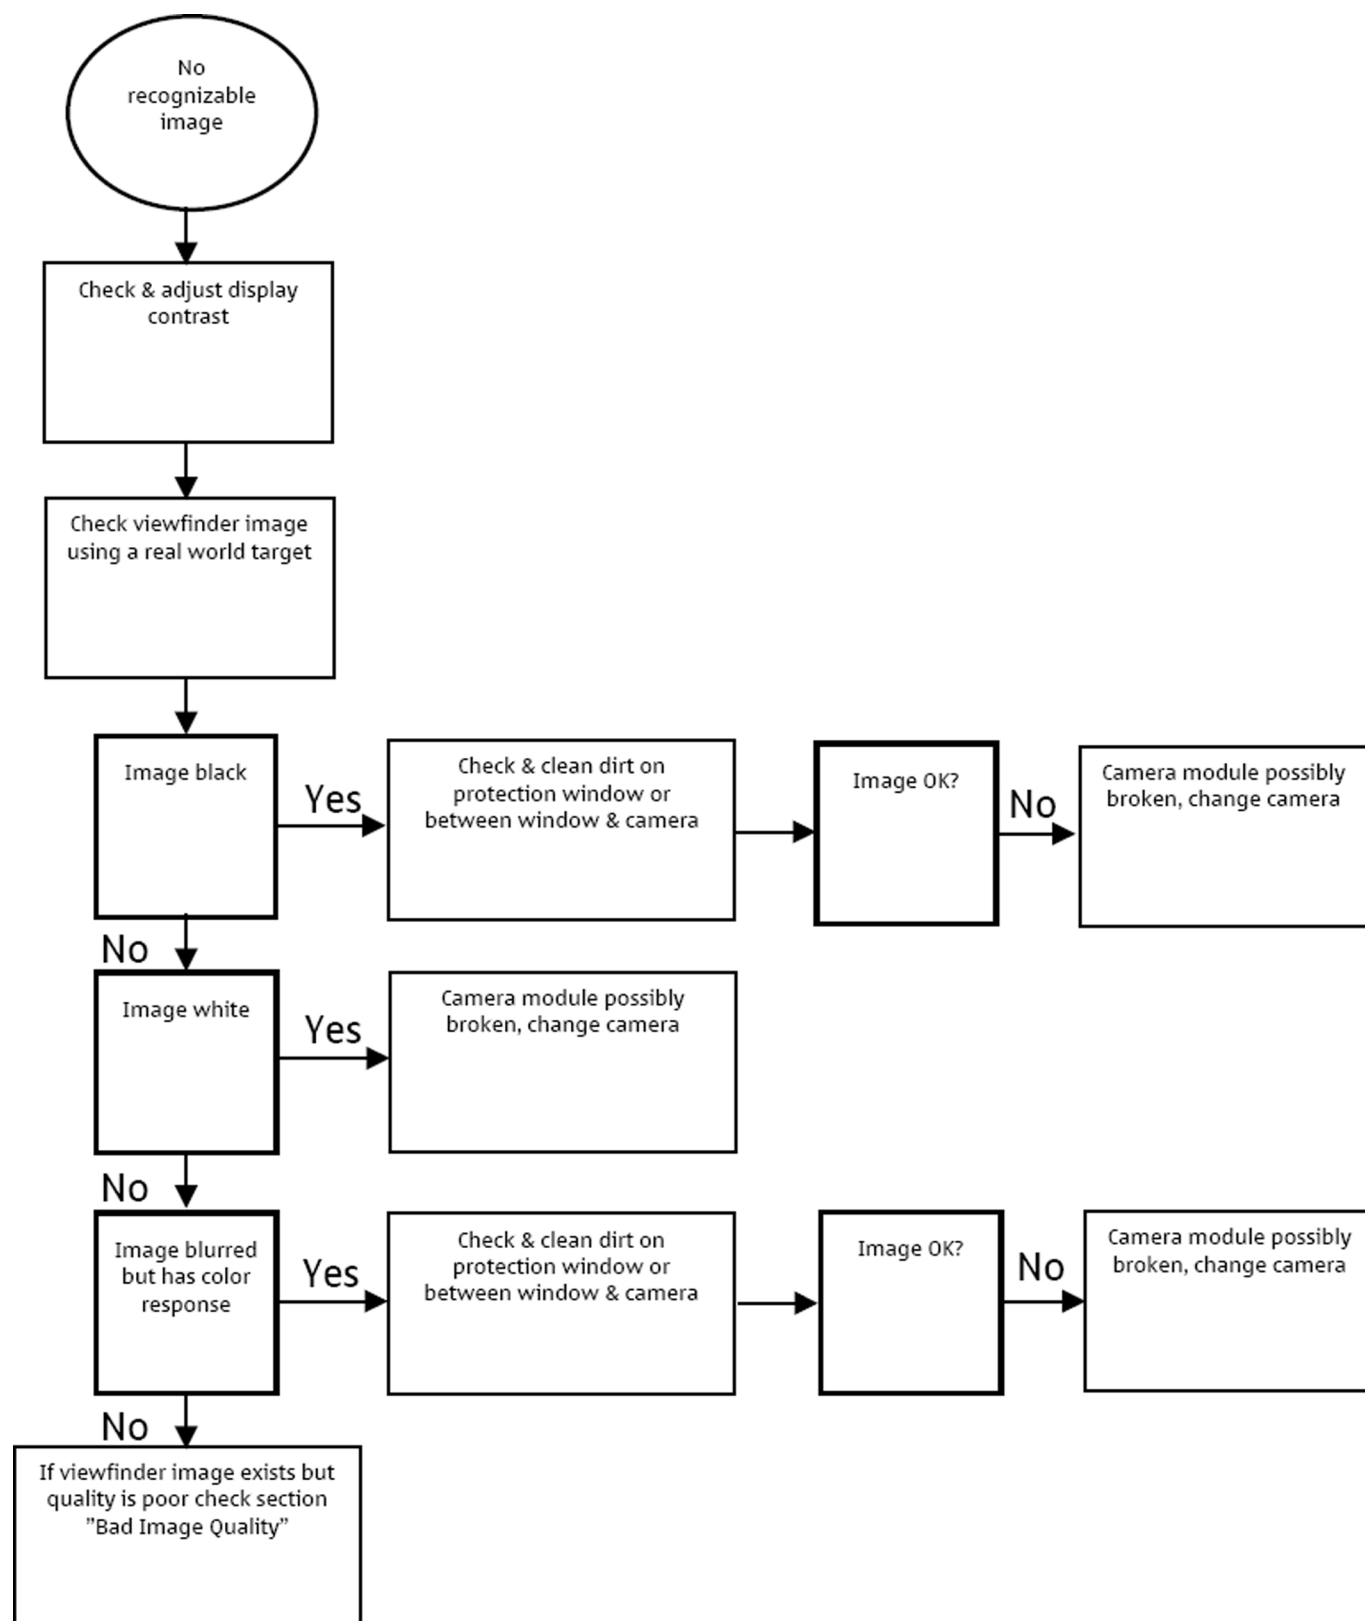 No
recognizable
image
Check & adjust display
contrast
Check viewfinder image
using a real world target
Image black
Yes
Check & clean dirt on
protection window or
between window & camera
Image OK?
No
Camera module possibly
broken, change camera
No
Image white
Yes
Camera module possibly
broken, change camera
No
Image blurred
but has color
response
Yes
Check & clean dirt on
protection window or
between window & camera
Image OK?
No
Camera module possibly
broken, change camera
No
If viewfinder image exists but
quality is poor check section
”Bad Image Quality”